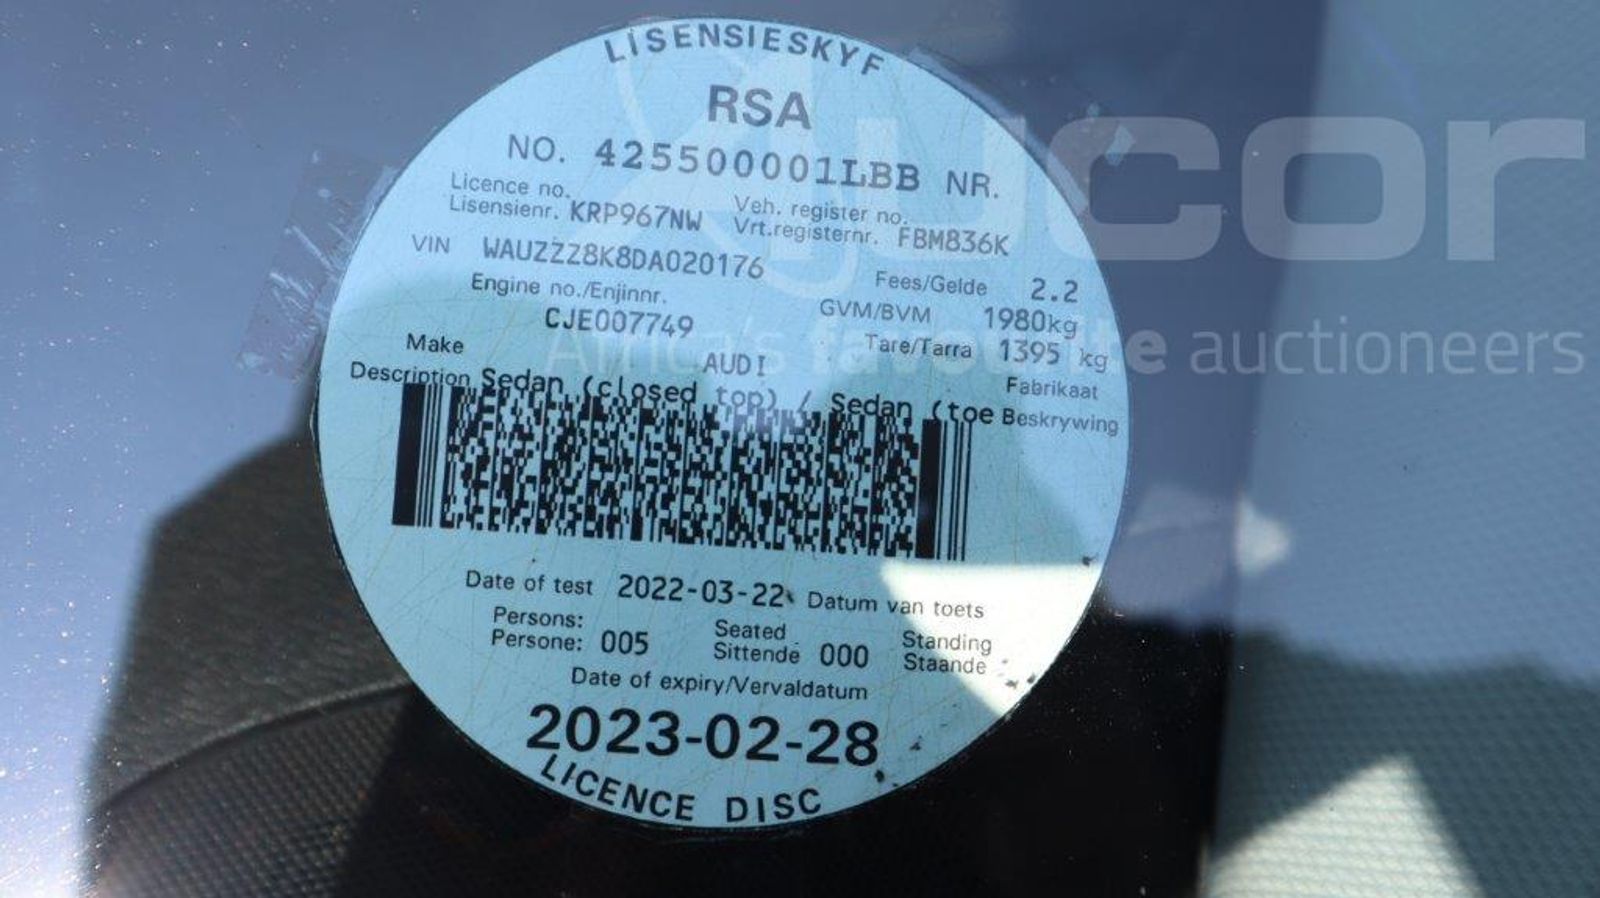 LISENSIESKYF
RSA
NO. 425500001LBB NR.
Licence no. Veh. register no.
Lisensienr. KRP967NW Vrt.registernr. FBM836K
VIN WAUZZZ8K8DA020176
Fees/Gelde 2.2
Engine no./Enjinnr. GVM/BVM 1980kg
CJE007749 Tare/Tarra 1395 kg
Make AUDI Fabrikaat
Description Sedan (closed top) / Sedan (toe Beskrywing
Date of test 2022-03-22 Datum van toets
Persons: Seated Standing
Persone: 005 Sittende 000 Staande
Date of expiry/Vervaldatum
2023-02-28
LICENCE DISC
aucor
Africa's favourite auctioneers